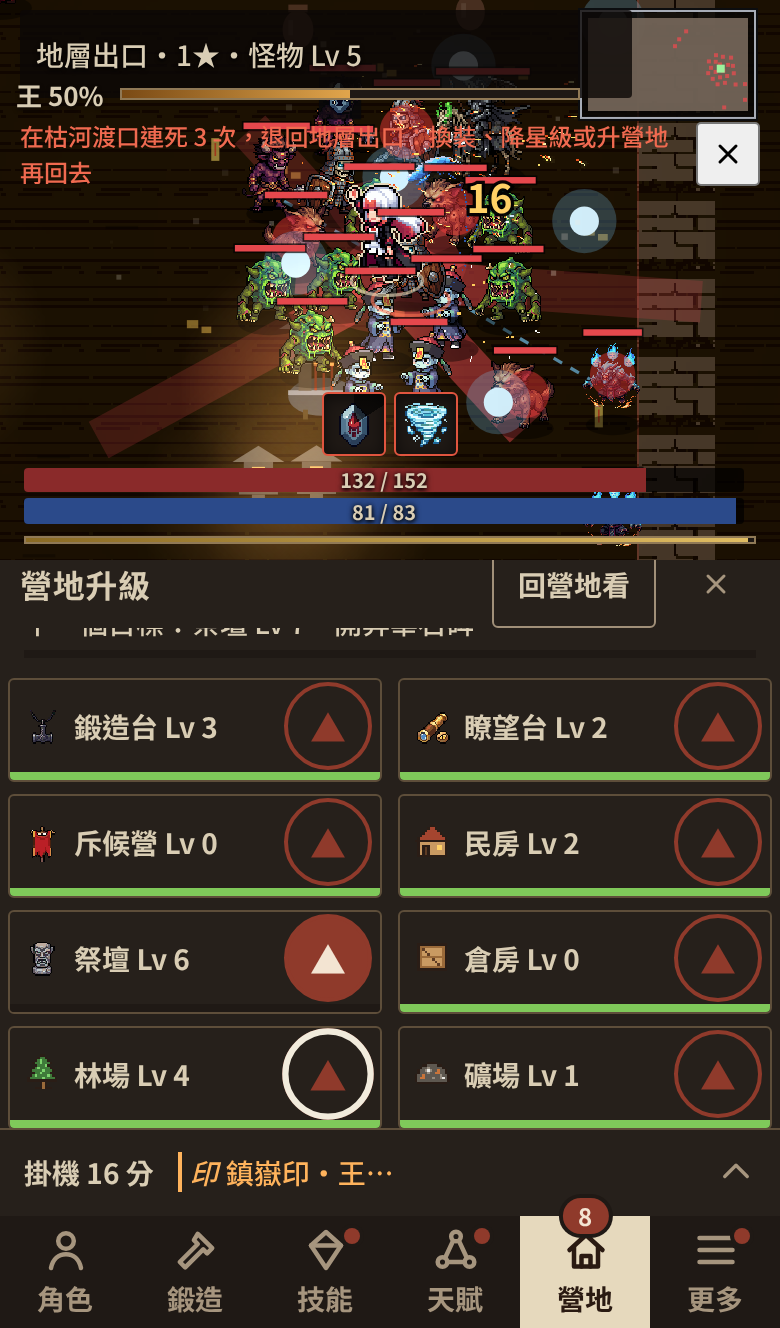 地層出口・1★・怪物 Lv 5
王 50%
在枯河渡口連死 3 次，退回地層出口（換裝、降星級或升營地
再回去
16
132 / 152
81 / 83
營地升級
回營地看
鍛造台 Lv 3
瞭望台 Lv 2
斥候營 Lv 0
民房 Lv 2
祭壇 Lv 6
倉房 Lv 0
林場 Lv 4
礦場 Lv 1
掛機 16 分
印 鎮嶽印・王…
8
角色
鍛造
技能
天賦
營地
更多